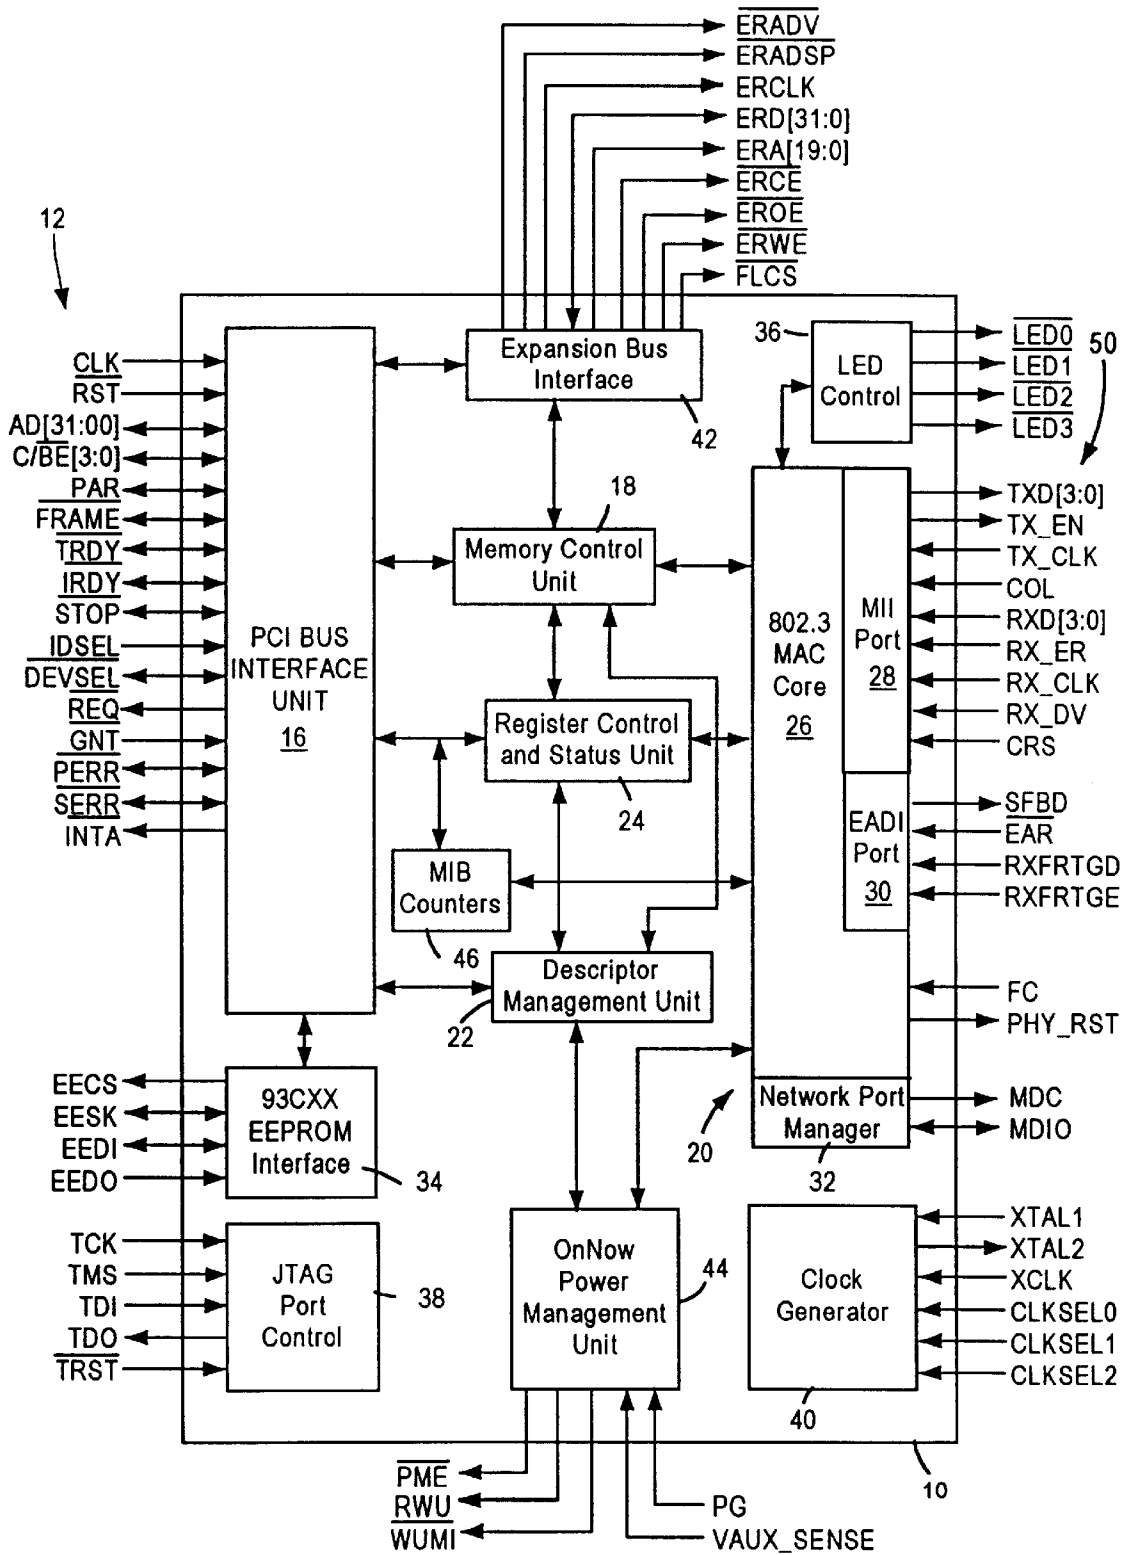 ERADV
ERADSP
ERCLK
ERD[31:0]
ERA[19:0]
ERCE
EROE
ERWE
FLCS
12
CLK
RST
AD[31:00]
C/BE[3:0]
PAR
FRAME
TRDY
IRDY
STOP
IDSEL
DEVSEL
REQ
GNT
PERR
SERR
INTA
PCI BUS
INTERFACE
UNIT
16
Expansion Bus
Interface
42
36
LED
Control
LED0
LED1
LED2
LED3
50
18
Memory Control
Unit
Register Control
and Status Unit
24
MIB
Counters
46
Descriptor
Management Unit
22
802.3
MAC
Core
26
MII
Port
28
EADI
Port
30
TXD[3:0]
TX_EN
TX_CLK
COL
RXD[3:0]
RX_ER
RX_CLK
RX_DV
CRS
SFBD
EAR
RXFRTGD
RXFRTGE
FC
PHY_RST
20
Network Port
Manager
32
MDC
MDIO
EECS
EESK
EEDI
EEDO
93CXX
EEPROM
Interface
34
TCK
TMS
TDI
TDO
TRST
JTAG
Port
Control
38
OnNow
Power
Management
Unit
44
Clock
Generator
40
XTAL1
XTAL2
XCLK
CLKSEL0
CLKSEL1
CLKSEL2
10
PME
RWU
WUMI
PG
VAUX_SENSE